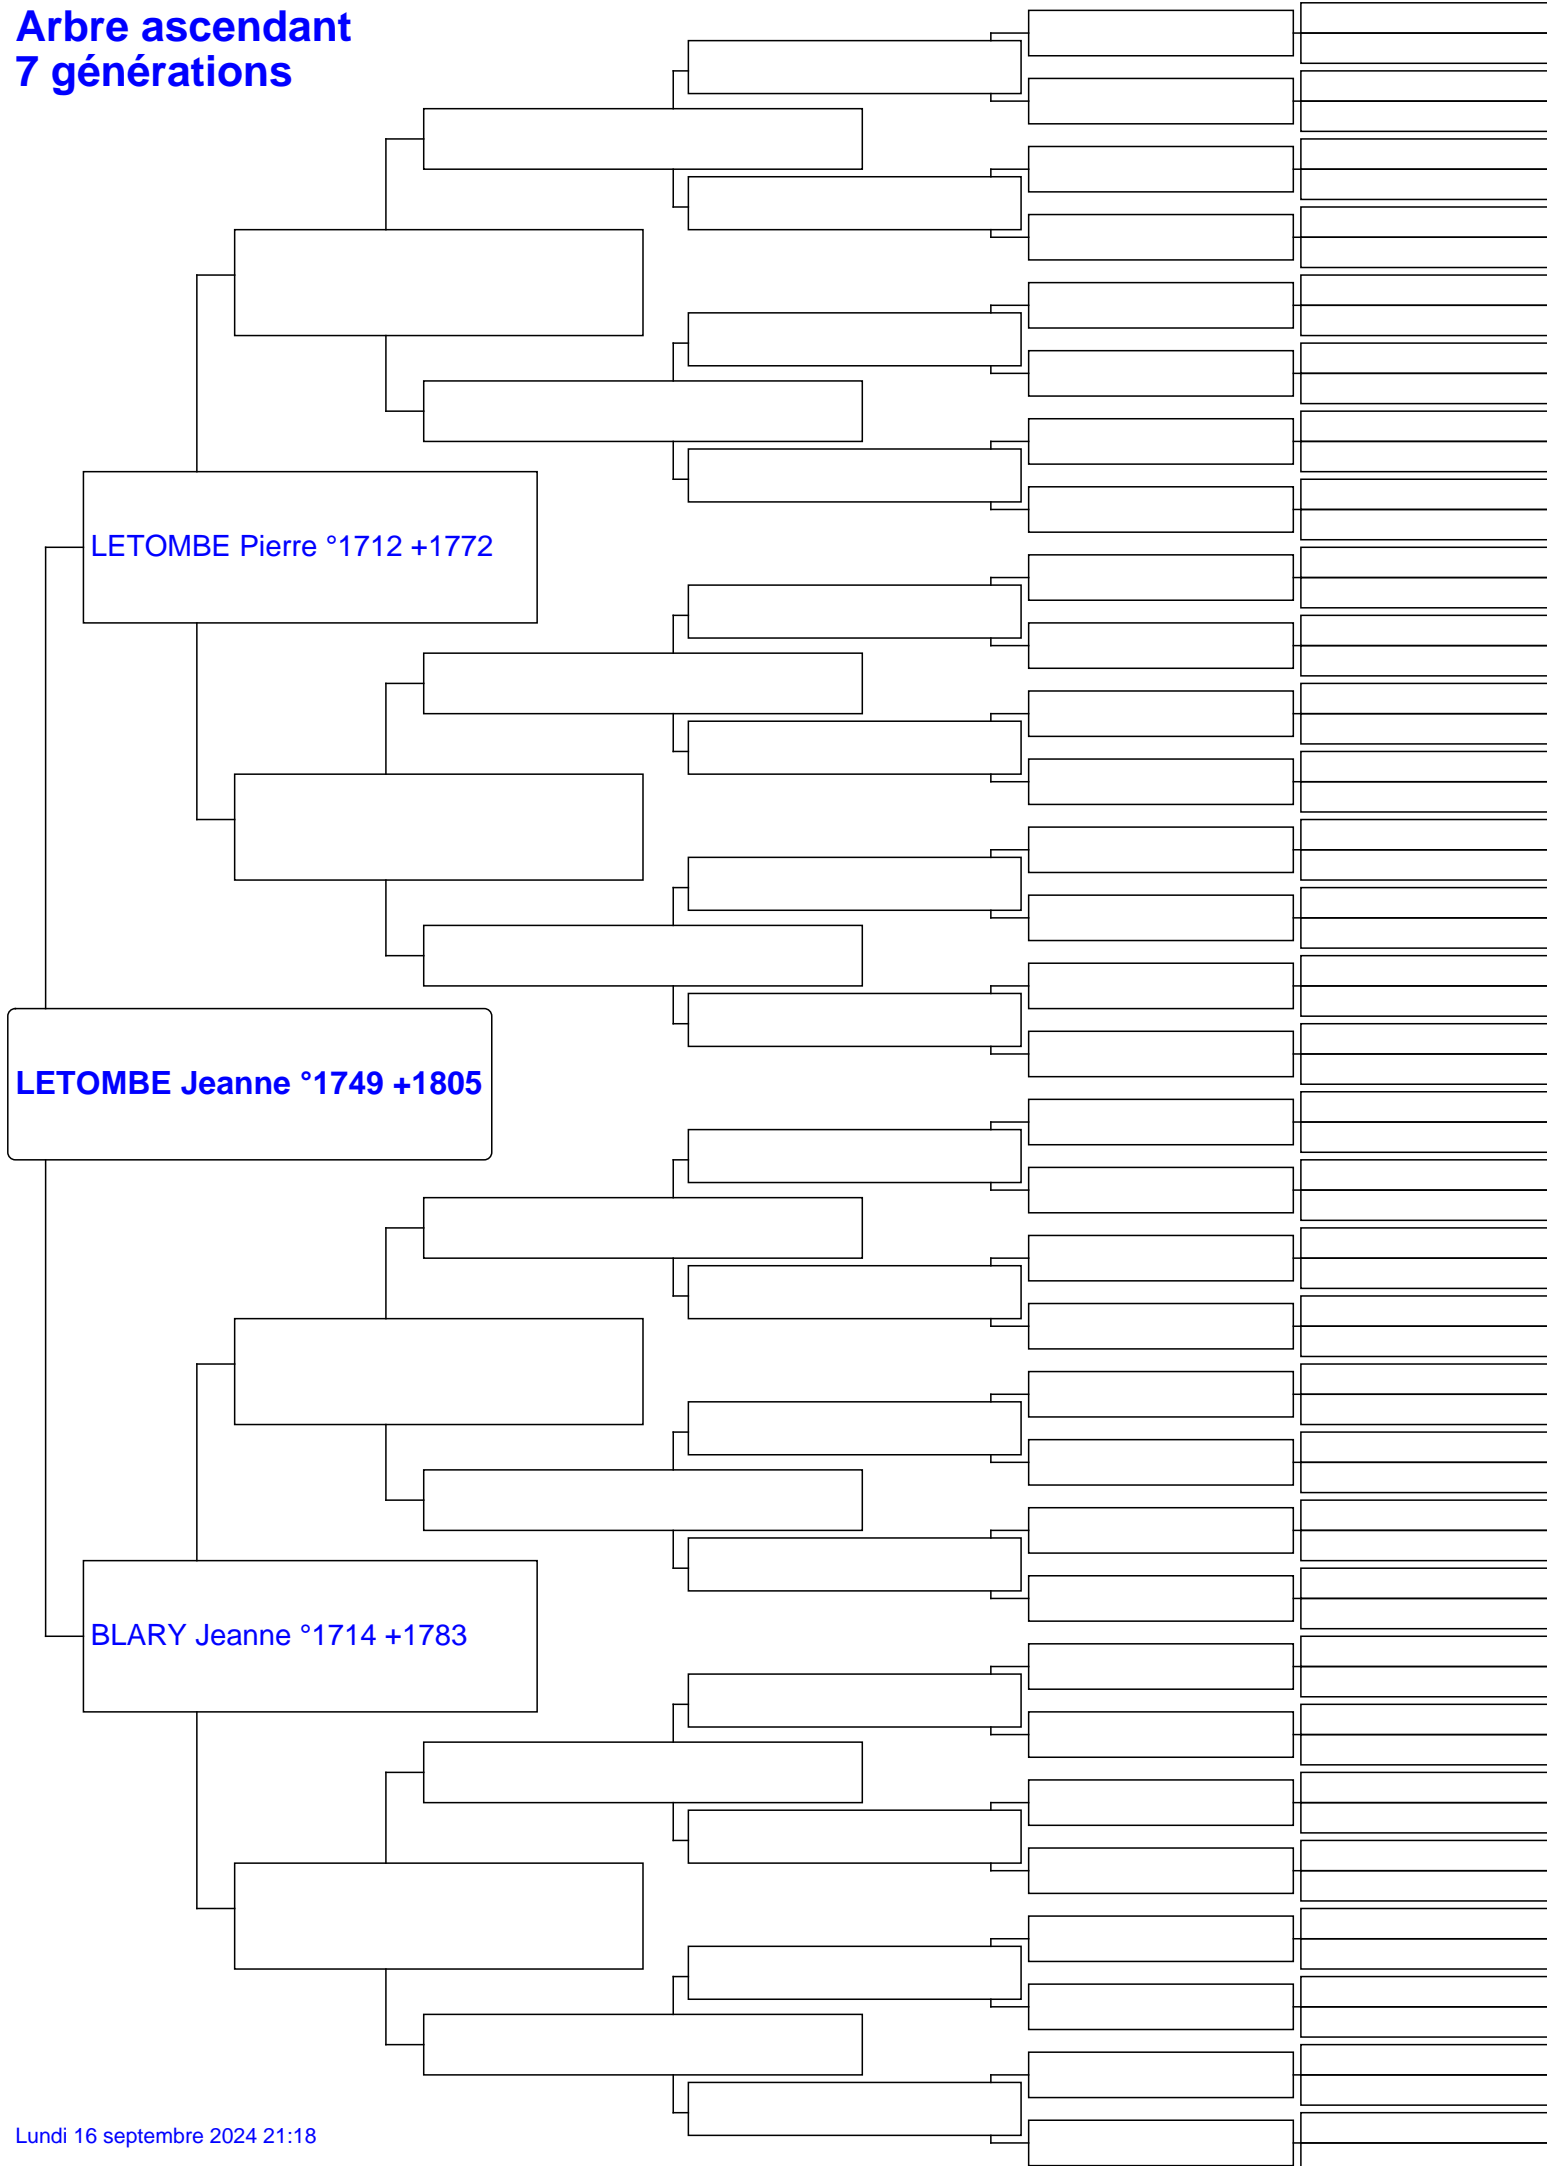 Arbre ascendant
7 générations
LETOMBE Pierre °1712 +1772
LETOMBE Jeanne °1749 +1805
BLARY Jeanne °1714 +1783
Lundi 16 septembre 2024 21:18